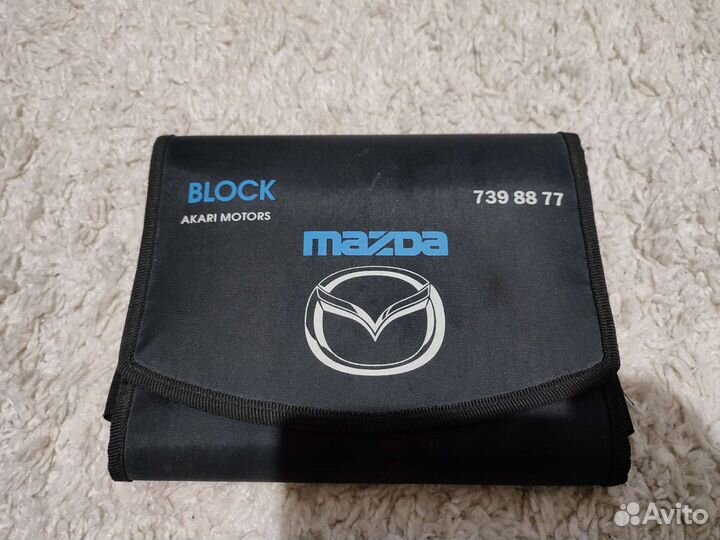 BLOCK
739 88 77
AKARI MOTORS
mazda
Avito